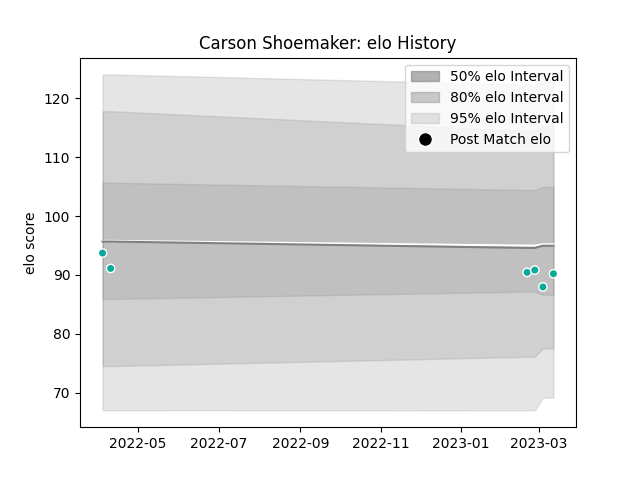 Carson Shoemaker: elo History
50% elo Interval
80% elo Interval
95% elo Interval
Post Match elo
elo score
120
110
100
90
80
70
2022-05
2022-07
2022-09
2022-11
2023-01
2023-03